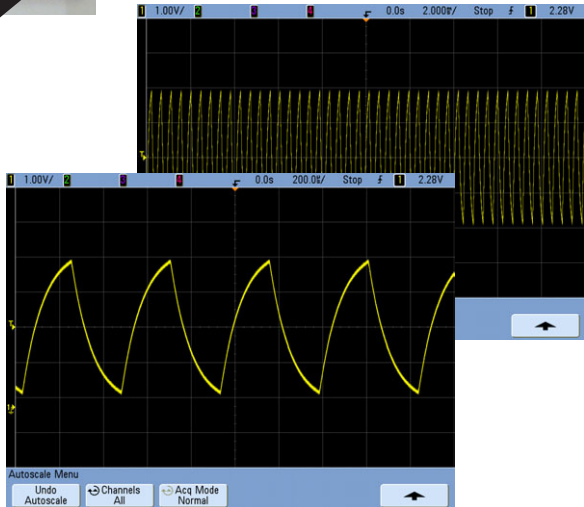 1 1.00V/ 2 3 4 0.0s 2.000▼/ Stop 1 2.28V
T
1 1.00V/ 2 3 4 0.0s 200.0▼/ Stop 1 2.28V
T
Autoscale Menu
Undo Autoscale
Channels All
Acq Mode Normal